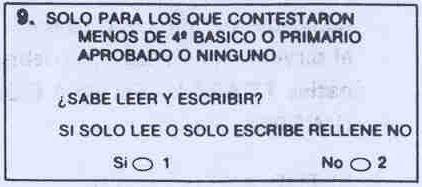 9. SOLO PARA LOS QUE CONTESTARON
MENOS DE 4º BASICO O PRIMARIO
APROBADO O NINGUNO
¿SABE LEER Y ESCRIBIR?
SI SOLO LEE O SOLO ESCRIBE RELLENE NO
Si 1 No 2